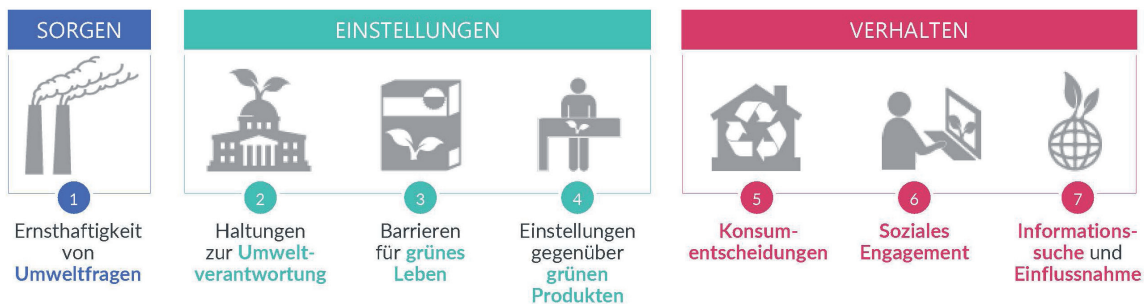 SORGEN
EINSTELLUNGEN
VERHALTEN
1
Ernsthaftigkeit
von
Umweltfragen
2
Haltungen
zur Umwelt-
verantwortung
3
Barrieren
für grünes
Leben
4
Einstellungen
gegenüber
grünen
Produkten
5
Konsum-
entscheidungen
6
Soziales
Engagement
7
Informations-
suche und
Einflussnahme